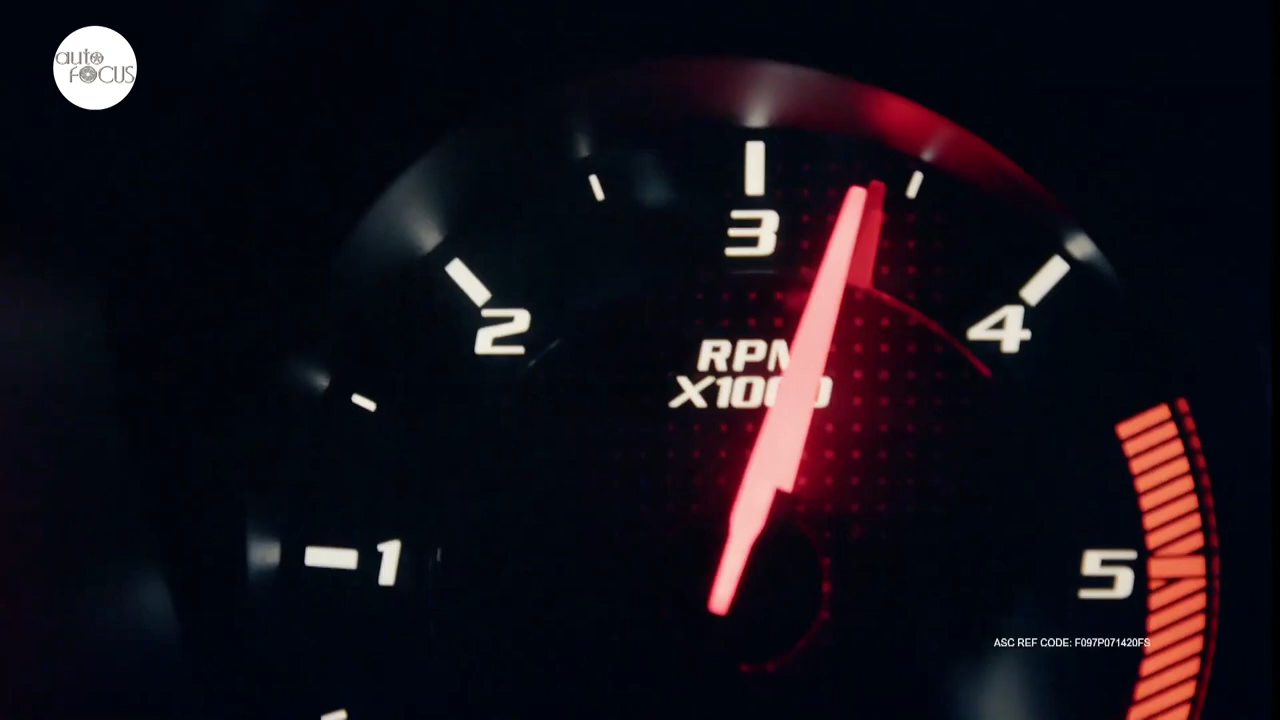 auto
FOCUS
3
2
4
RPM
X1000
1
5
ASC REF CODE: F097P071420FS